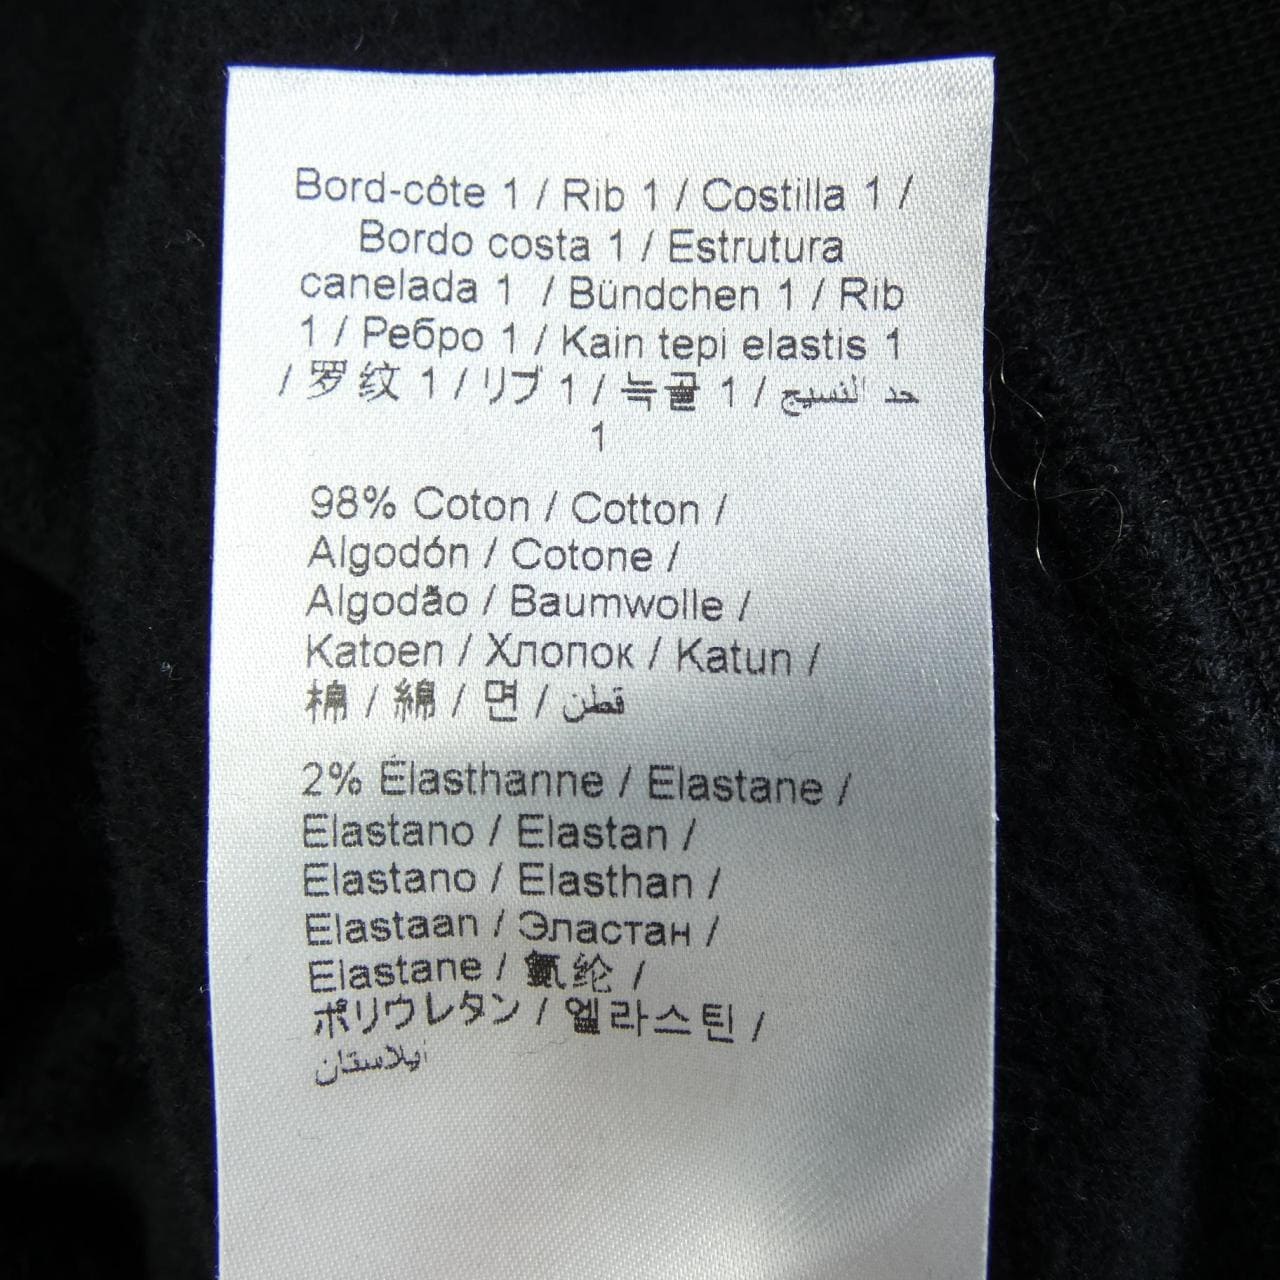 Bord-côte 1 / Rib 1 / Costilla 1 /
Bordo costa 1 / Estrutura
canelada 1 / Bündchen 1 / Rib
1 / Ребро 1 / Kain tepi elastis 1
/ 罗纹 1 / リブ 1 / 늑골 1 / حد النسيج
1
98% Coton / Cotton /
Algodón / Cotone /
Algodão / Baumwolle /
Katoen / Хлопок / Katun /
棉 / 綿 / 면 / قطن
2% Élasthanne / Elastane /
Elastano / Elastan /
Elastano / Elasthan /
Elastaan / Эластан /
Elastane / 氨纶 /
ポリウレタン / 엘라스틴 /
إيلاستان